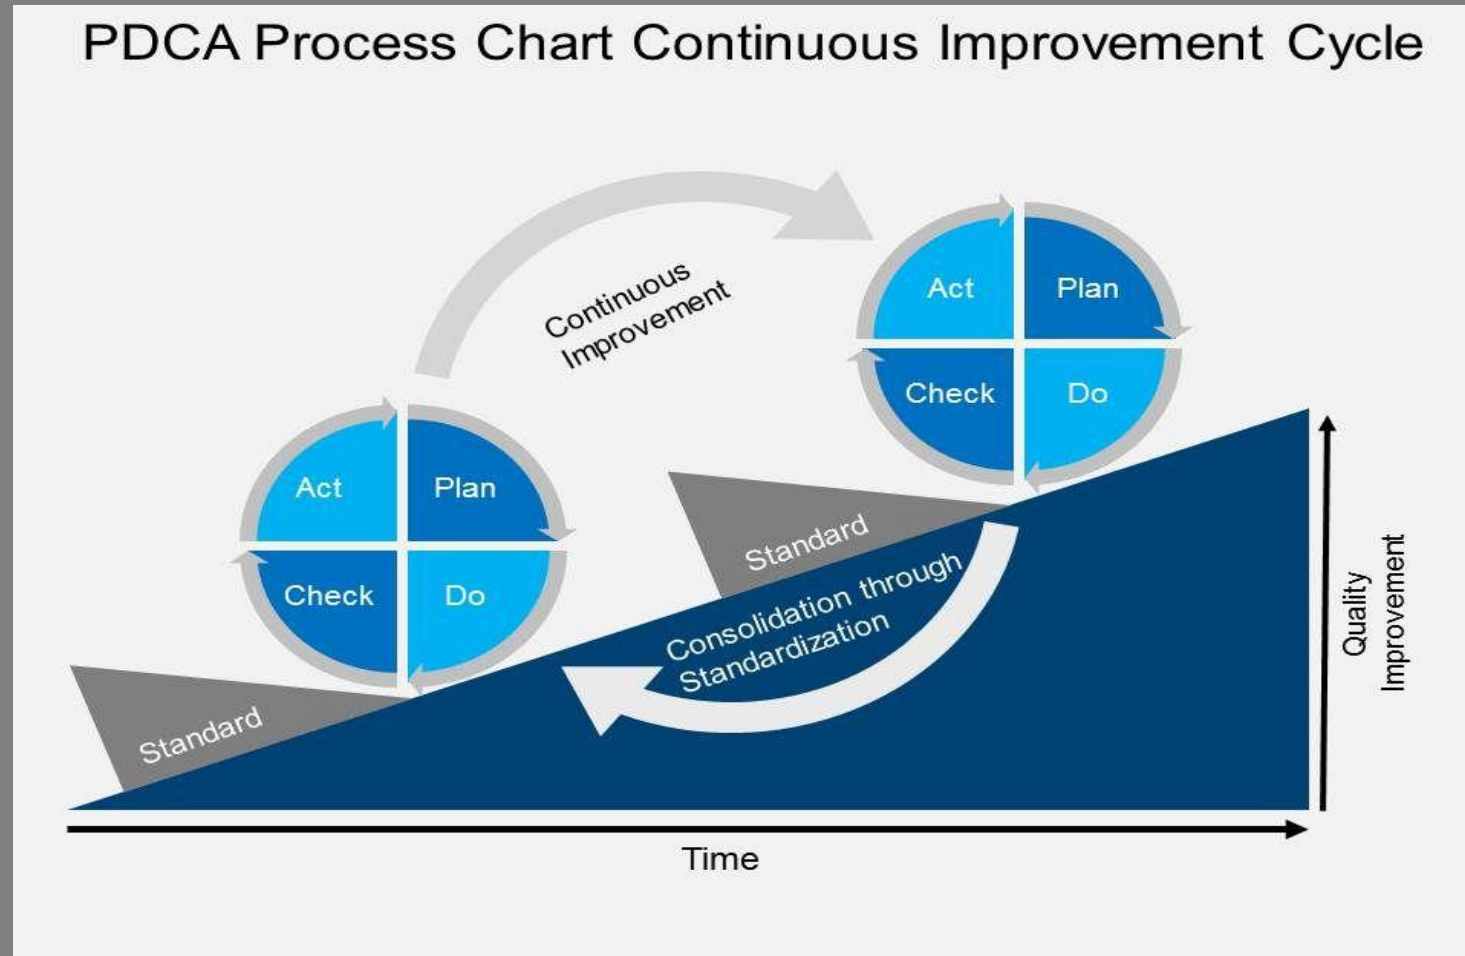 PDCA Process Chart Continuous Improvement Cycle
Continuous
Improvement
Act
Plan
Check
Do
Act
Plan
Check
Do
Standard
Standard
Consolidation through
Standardization
Quality
Improvement
Time